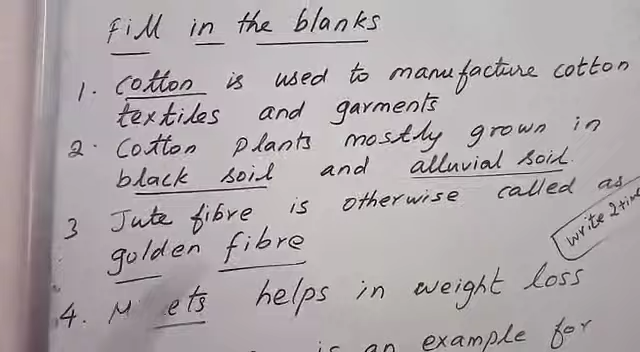 Fill in the blanks
1. Cotton is used to manufacture cotton
textiles and garments
2. Cotton plants mostly grown in
black soil and alluvial soil.
3 Jute fibre is otherwise called as
golden fibre
write 2 time
4. M ets helps in weight loss
is an example for